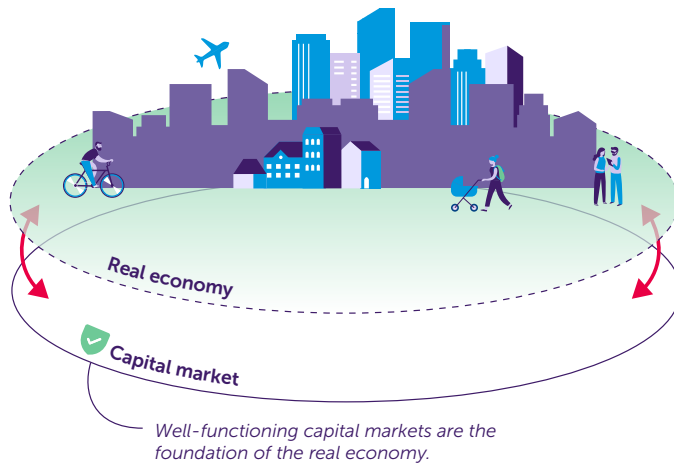 Real economy
Capital market
Well-functioning capital markets are the
foundation of the real economy.